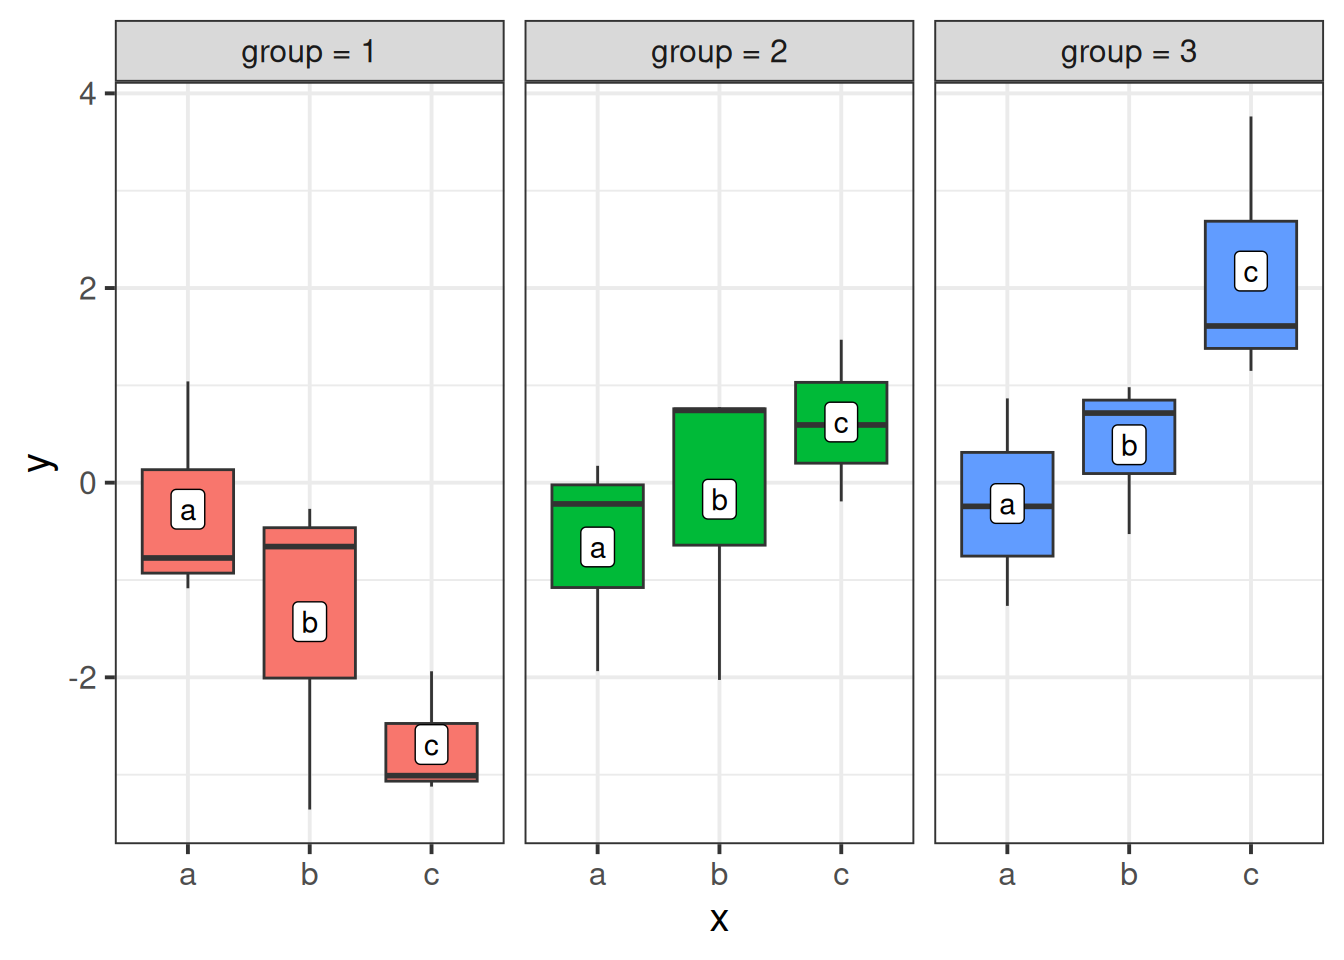 group = 1 group = 2 group = 3
4
2
0
-2
y
a b c
a b c
a b c
a b c a b c a b c
x